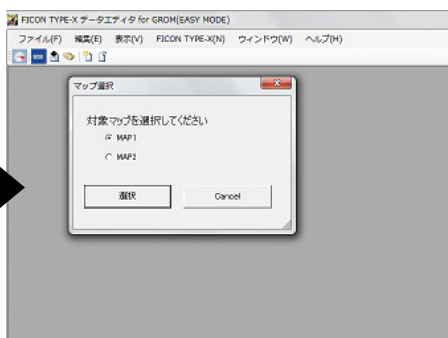 FICON TYPE-X データエディタ for GROM(EASY MODE)
ファイル(F) 編集(E) 表示(V) FICON TYPE-X(N) ウィンドウ(W) ヘルプ(H)
マップ選択
対象マップを選択してください
MAP1
MAP2
選択 Cancel